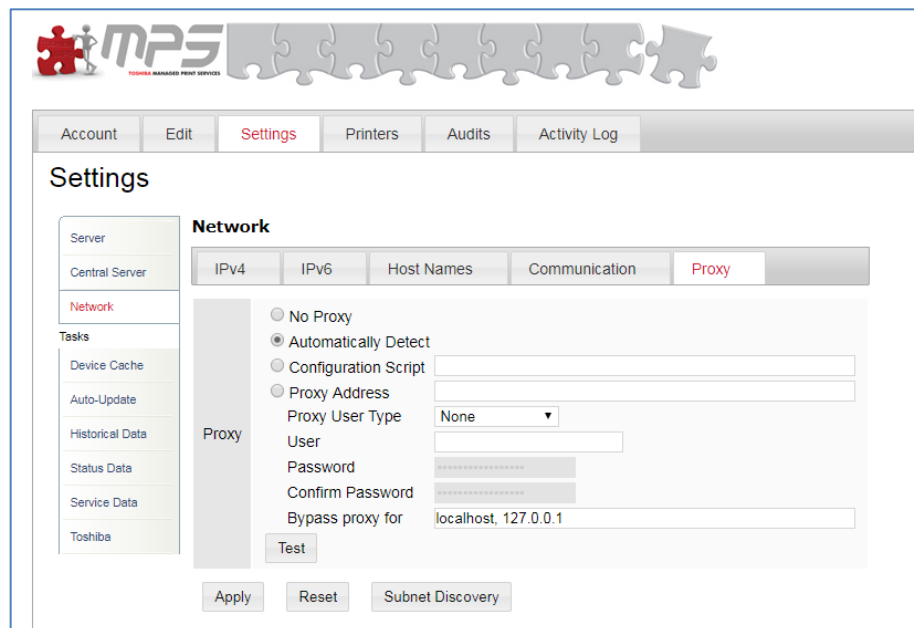 MPS
TOSHIBA MANAGED PRINT SERVICES
Account Edit Settings Printers Audits Activity Log
Settings
Server
Central Server
Network
Tasks
Device Cache
Auto-Update
Historical Data
Status Data
Service Data
Toshiba
Network
IPv4 IPv6 Host Names Communication Proxy
Proxy
No Proxy
Automatically Detect
Configuration Script
Proxy Address
Proxy User Type None
User
Password
Confirm Password
Bypass proxy for localhost, 127.0.0.1
Test
Apply Reset Subnet Discovery